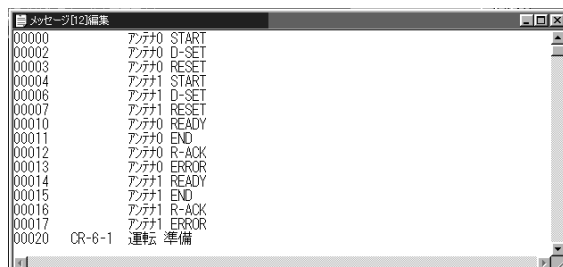 メッセージ[12]編集
00000 アンテナ0 START
00002 アンテナ0 D-SET
00003 アンテナ0 RESET
00004 アンテナ1 START
00006 アンテナ1 D-SET
00007 アンテナ1 RESET
00010 アンテナ0 READY
00011 アンテナ0 END
00012 アンテナ0 R-ACK
00013 アンテナ0 ERROR
00014 アンテナ1 READY
00015 アンテナ1 END
00016 アンテナ1 R-ACK
00017 アンテナ1 ERROR
00020 CR-6-1 運転 準備